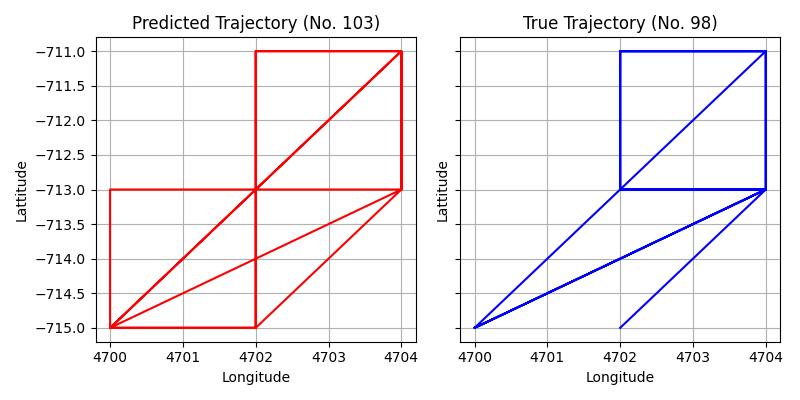 Predicted Trajectory (No. 103)
Lattitude
−711.0
−711.5
−712.0
−712.5
−713.0
−713.5
−714.0
−714.5
−715.0
4700 4701 4702 4703 4704
Longitude
True Trajectory (No. 98)
Lattitude
4700 4701 4702 4703 4704
Longitude